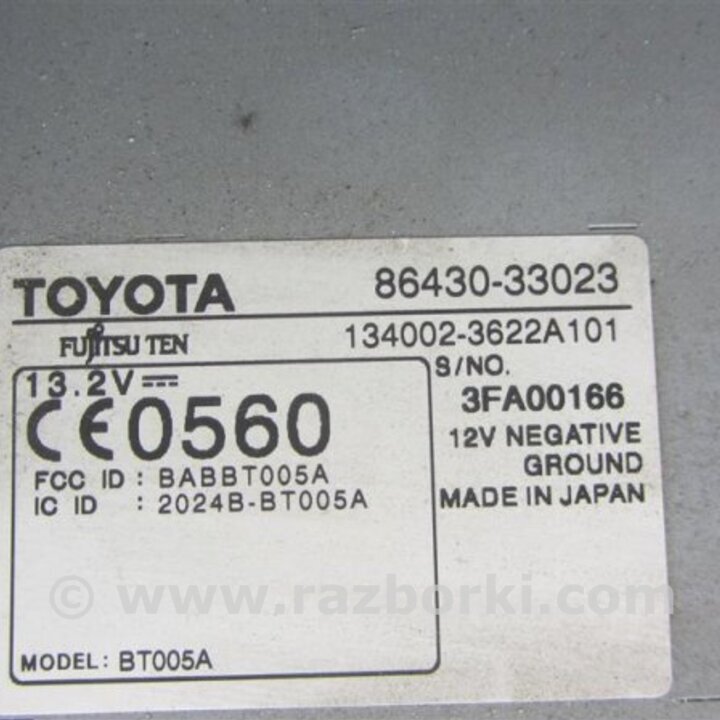 TOYOTA 86430-33023
FUJITSU TEN 134002-3622A101
13.2V S/NO.
CE0560 3FA00166
12V NEGATIVE
GROUND
FCC ID : BABBT005A
IC ID : 2024B-BT005A MADE IN JAPAN
© www.razborki.com
MODEL: BT005A